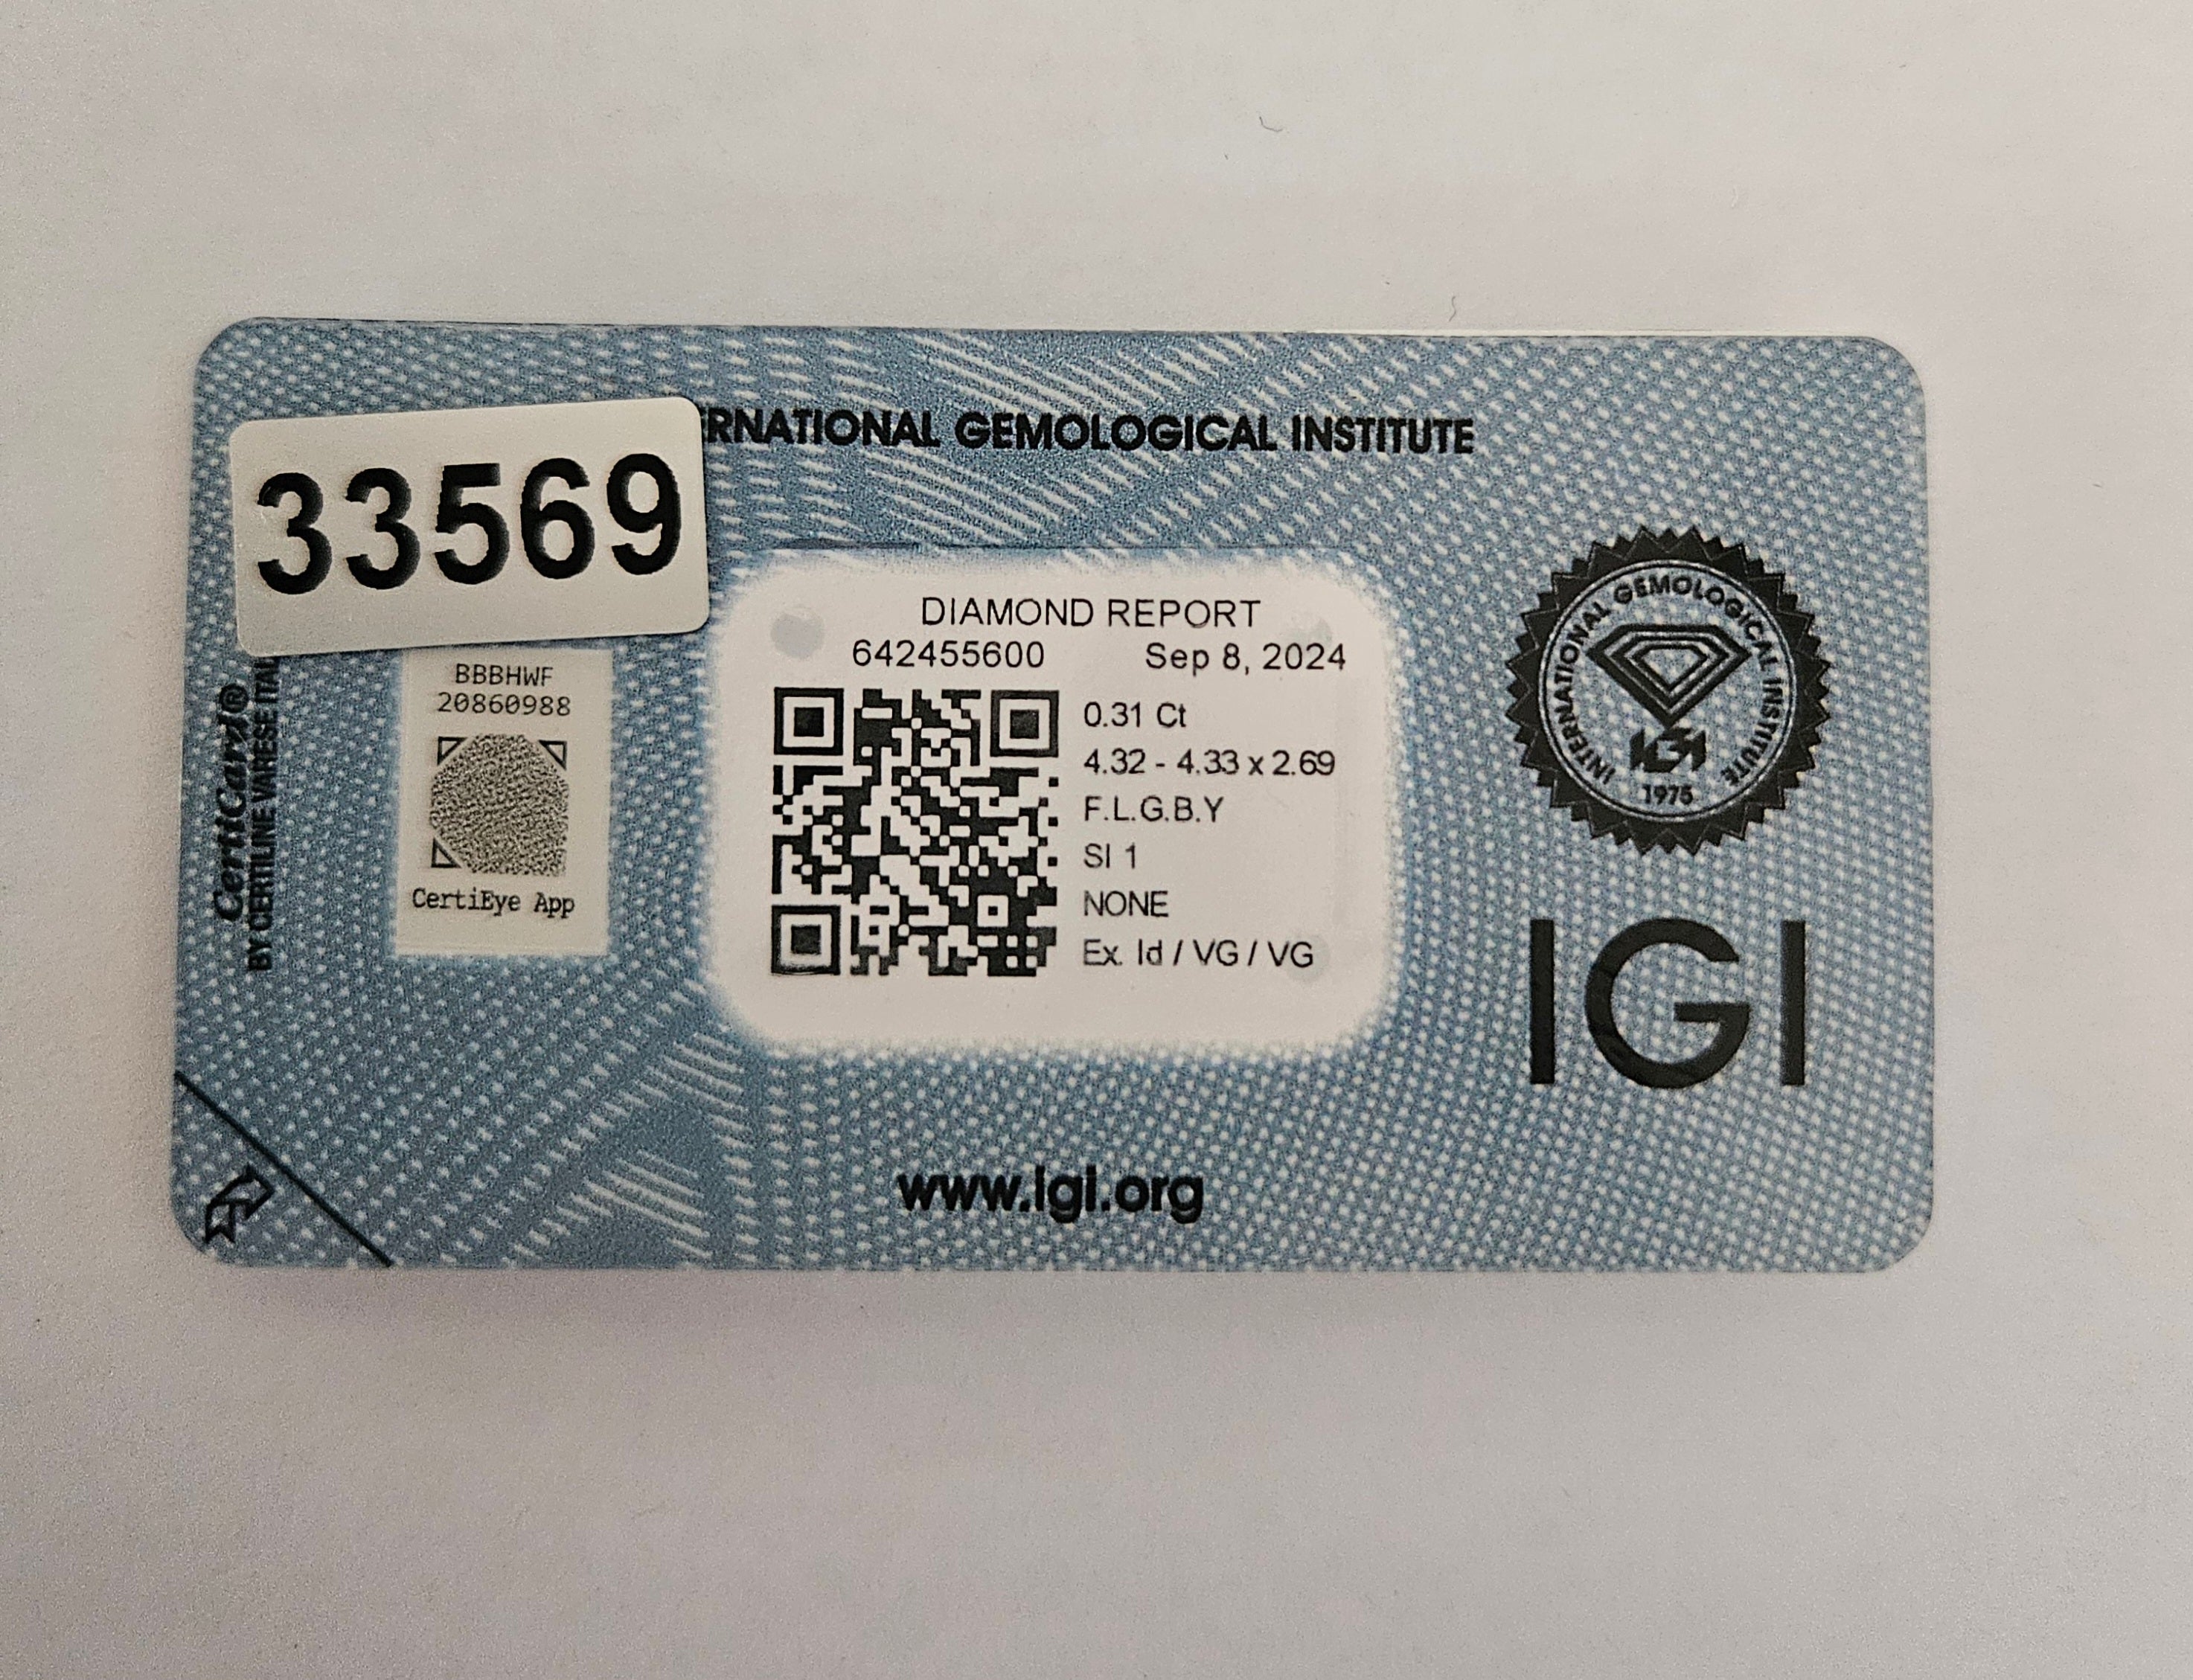 33569
ERNATIONAL GEMOLOGICAL INSTITUTE
DIAMOND REPORT
642455600 Sep 8, 2024
0.31 Ct
4.32 - 4.33 x 2.69
F.L.G.B.Y
SI 1
NONE
Ex. Id / VG / VG
BBBHWF
20860988
CertiEye App
CertiCard®
BY CERTILINE VARESE ITAL
INTERNATIONAL GEMOLOGICAL INSTITUTE
IGI
1975
IGI
www.igi.org